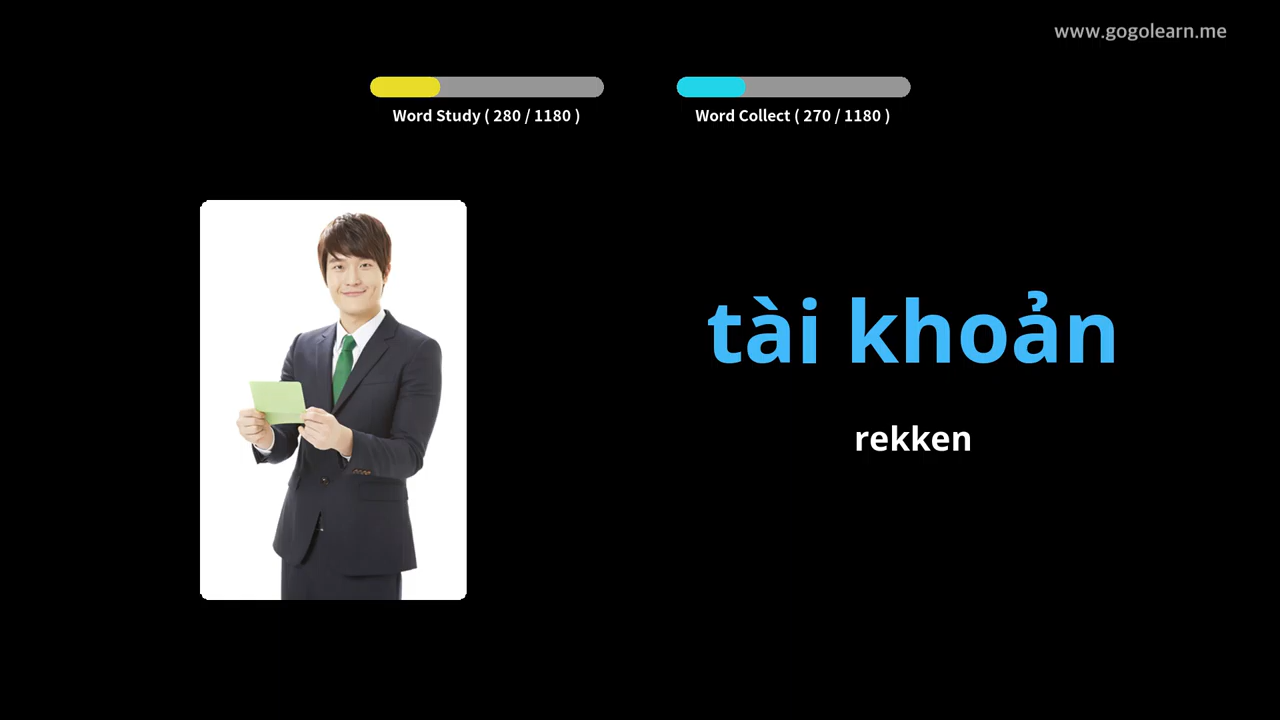 www.gogolearn.me
Word Study ( 280 / 1180 )
Word Collect ( 270 / 1180 )
tài khoản
rekken